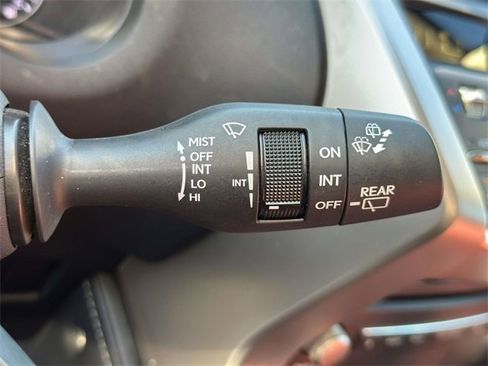 MIST
OFF
INT
LO
HI
INT
ON
INT
OFF
REAR